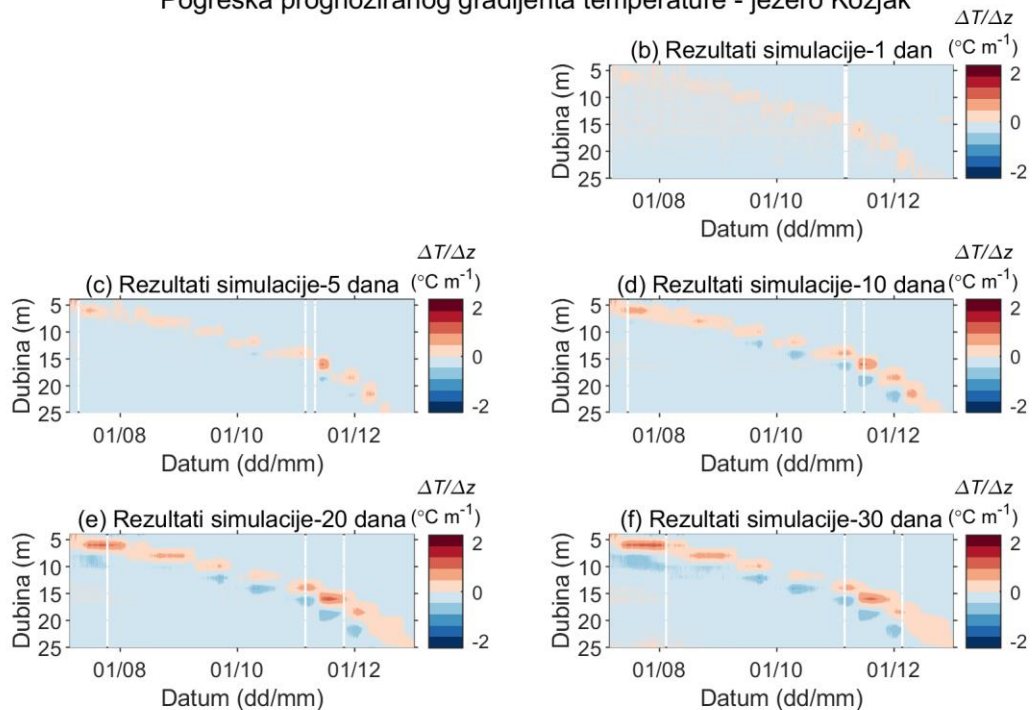 Pogreška prognoziranog gradijenta temperature - jezero Kozjak
ΔT/Δz
(b) Rezultati simulacije-1 dan (°C m⁻¹)
5
10
15
20
25
Dubina (m)
2
0
-2
01/08 01/10 01/12
Datum (dd/mm)
ΔT/Δz
(c) Rezultati simulacije-5 dana (°C m⁻¹)
5
10
15
20
25
Dubina (m)
2
0
-2
01/08 01/10 01/12
Datum (dd/mm)
ΔT/Δz
(d) Rezultati simulacije-10 dana (°C m⁻¹)
5
10
15
20
25
Dubina (m)
2
0
-2
01/08 01/10 01/12
Datum (dd/mm)
ΔT/Δz
(e) Rezultati simulacije-20 dana (°C m⁻¹)
5
10
15
20
25
Dubina (m)
2
0
-2
01/08 01/10 01/12
Datum (dd/mm)
ΔT/Δz
(f) Rezultati simulacije-30 dana (°C m⁻¹)
5
10
15
20
25
Dubina (m)
2
0
-2
01/08 01/10 01/12
Datum (dd/mm)